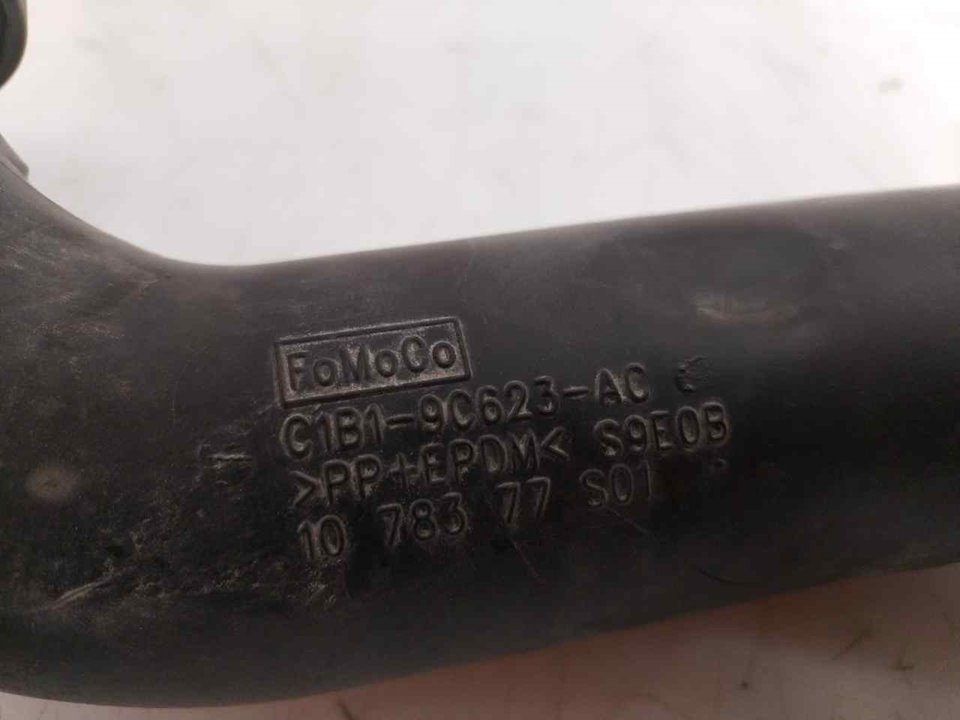 FoMoCo
C1B1-9C623-AC
>PP+EPDM< S9E0B
10 783 77 S01